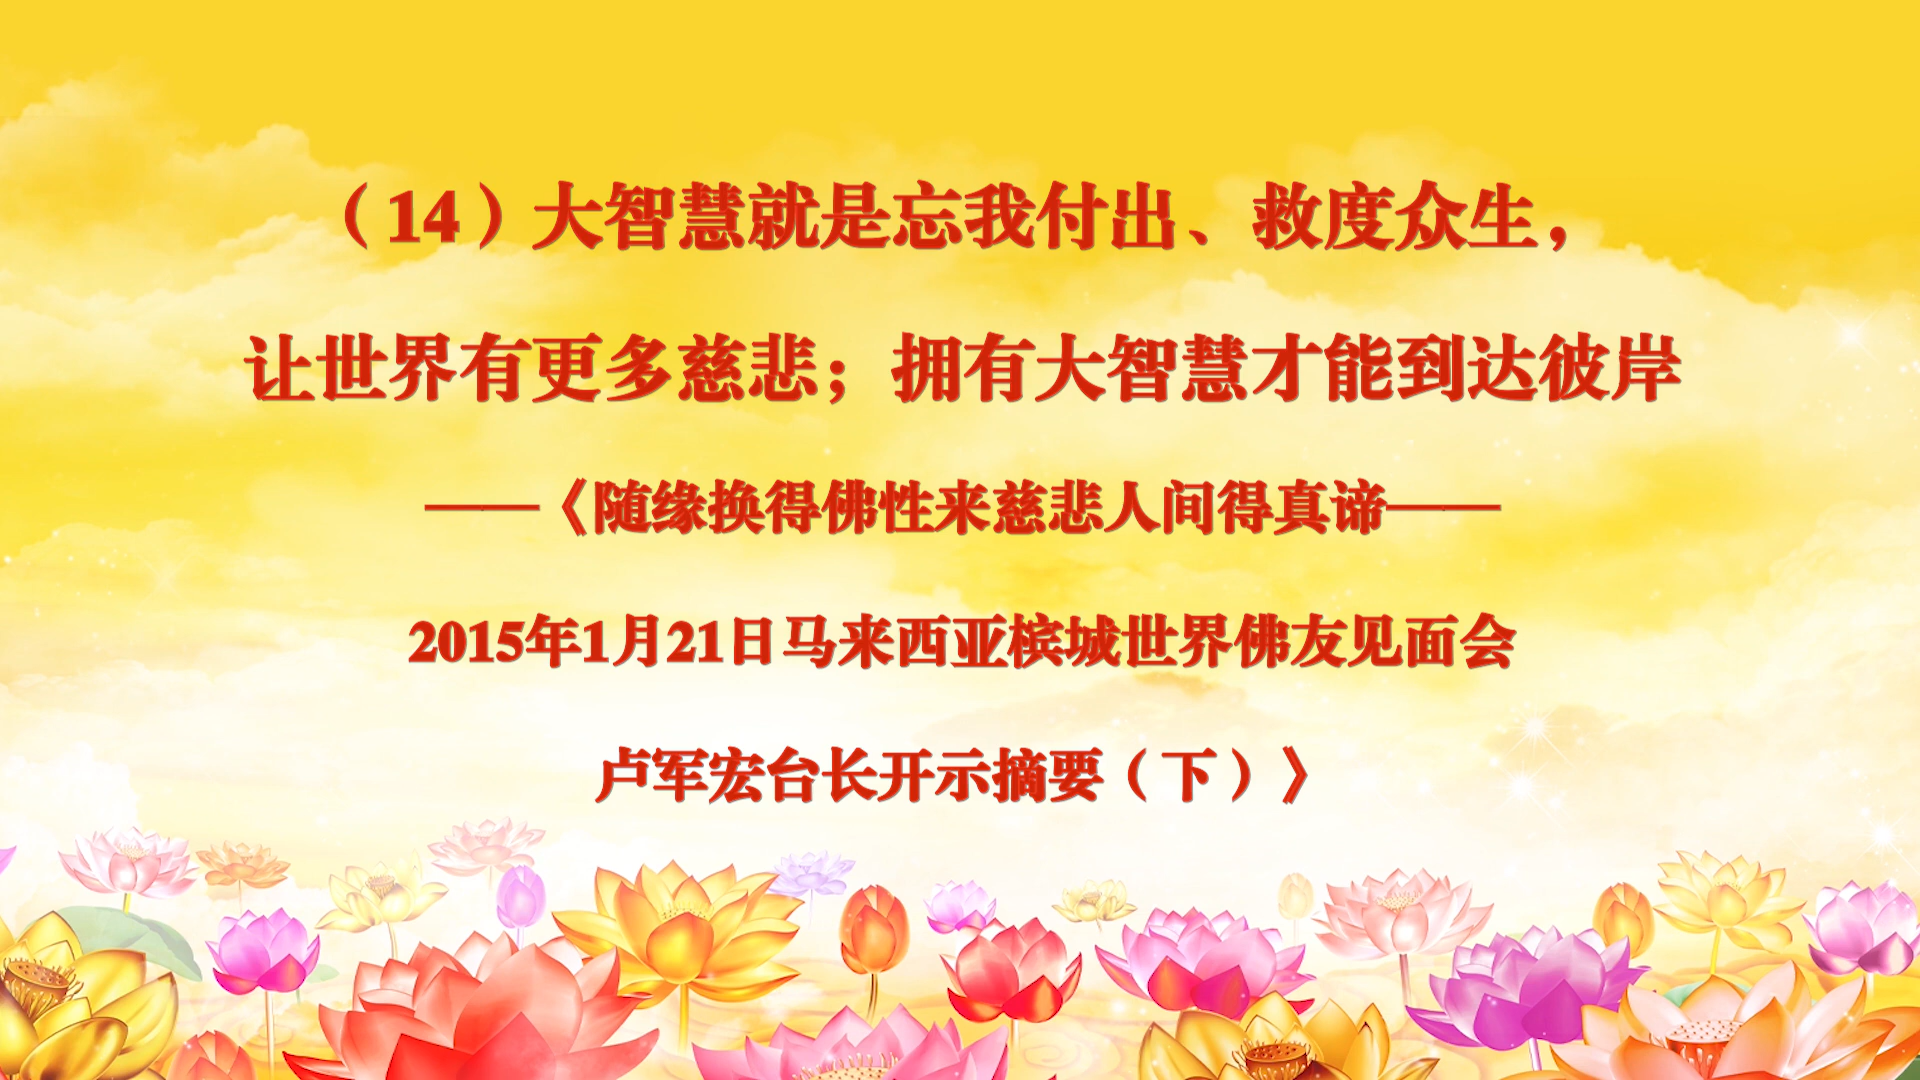 （14）大智慧就是忘我付出、救度众生，
让世界有更多慈悲；拥有大智慧才能到达彼岸
——《随缘换得佛性来慈悲人间得真谛——
2015年1月21日马来西亚槟城世界佛友见面会
卢军宏台长开示摘要（下）》